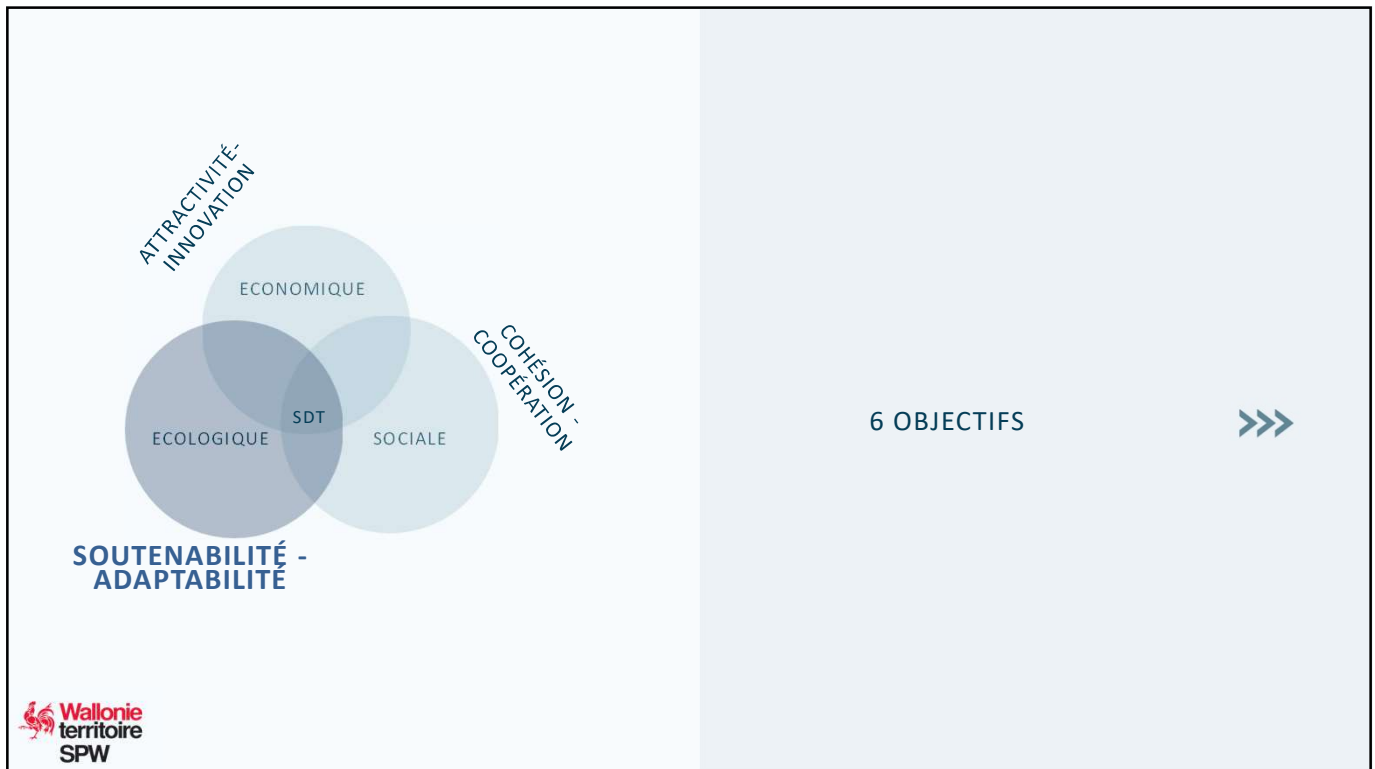 ATTRACTIVITÉ-
INNOVATION
ECONOMIQUE
COHÉSION -
COOPÉRATION
SDT
ECOLOGIQUE
SOCIALE
SOUTENABILITÉ -
ADAPTABILITÉ
6 OBJECTIFS
>>>
Wallonie
territoire
SPW